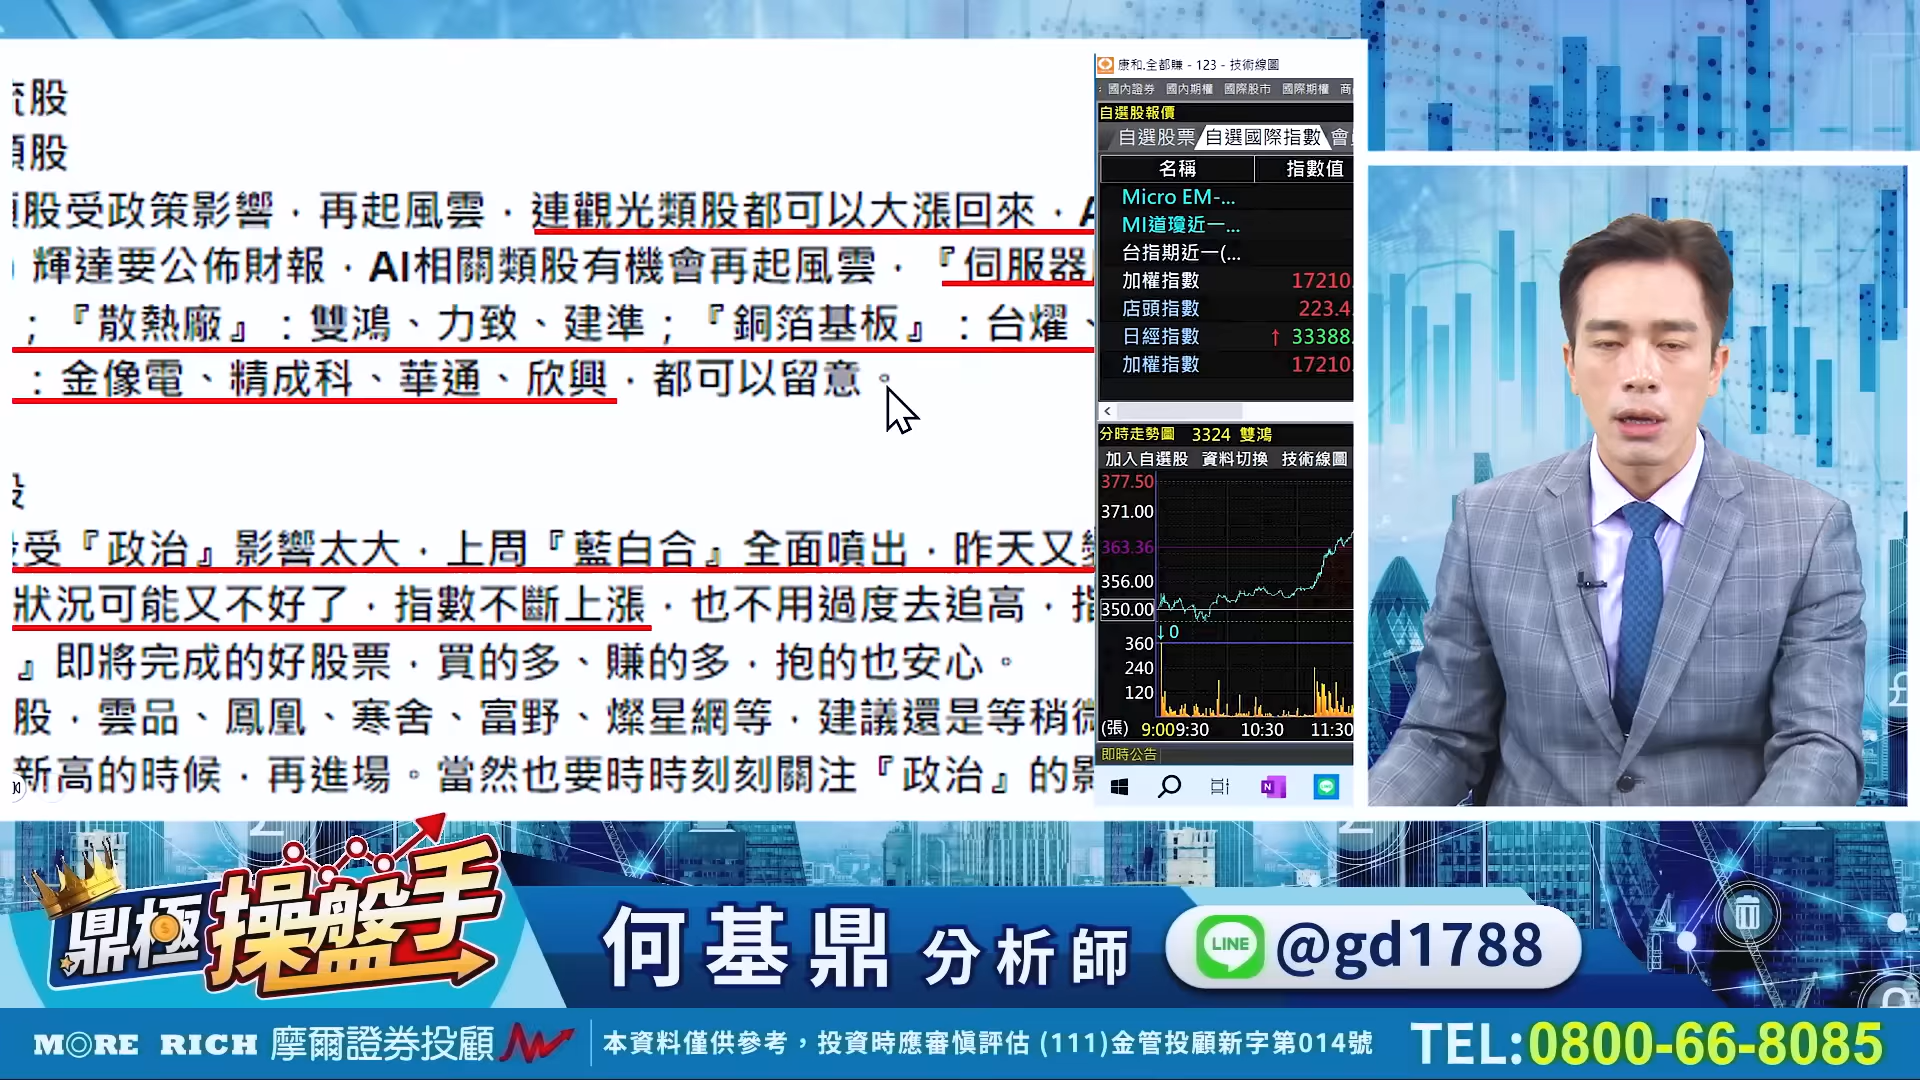 流股
類股
類股受政策影響，再起風雲，連觀光類股都可以大漲回來，A
）輝達要公佈財報，AI相關類股有機會再起風雲，『伺服器
；『散熱廠』：雙鴻、力致、建準；『銅箔基板』：台燿、
：金像電、精成科、華通、欣興，都可以留意。
股
受『政治』影響太大，上周『藍白合』全面噴出，昨天又變
狀況可能又不好了，指數不斷上漲，也不用過度去追高，指
』即將完成的好股票，買的多、賺的多，抱的也安心。
股，雲品、鳳凰、寒舍、富野、燦星網等，建議還是等稍微
新高的時候，再進場。當然也要時時刻刻關注『政治』的影
康和.全都賺 - 123 - 技術線圖
國內證券 國內期權 國際股市 國際期權 商
自選股報價
自選股票 自選國際指數 會員
名稱 指數值
Micro EM-...
MI道瓊近一...
台指期近一(...
加權指數 17210.
店頭指數 223.4
日經指數 ↑ 33388.
加權指數 17210.
分時走勢圖 3324 雙鴻
加入自選股 資料切換 技術線圖
377.50
371.00
363.36
356.00
350.00
↓0
360
240
120
(張) 9:00 9:30 10:30 11:30
即時公告
鼎極操盤手
何基鼎 分析師
LINE @gd1788
MORE RICH 摩爾證券投顧
本資料僅供參考，投資時應審慎評估 (111)金管投顧新字第014號
TEL:0800-66-8085